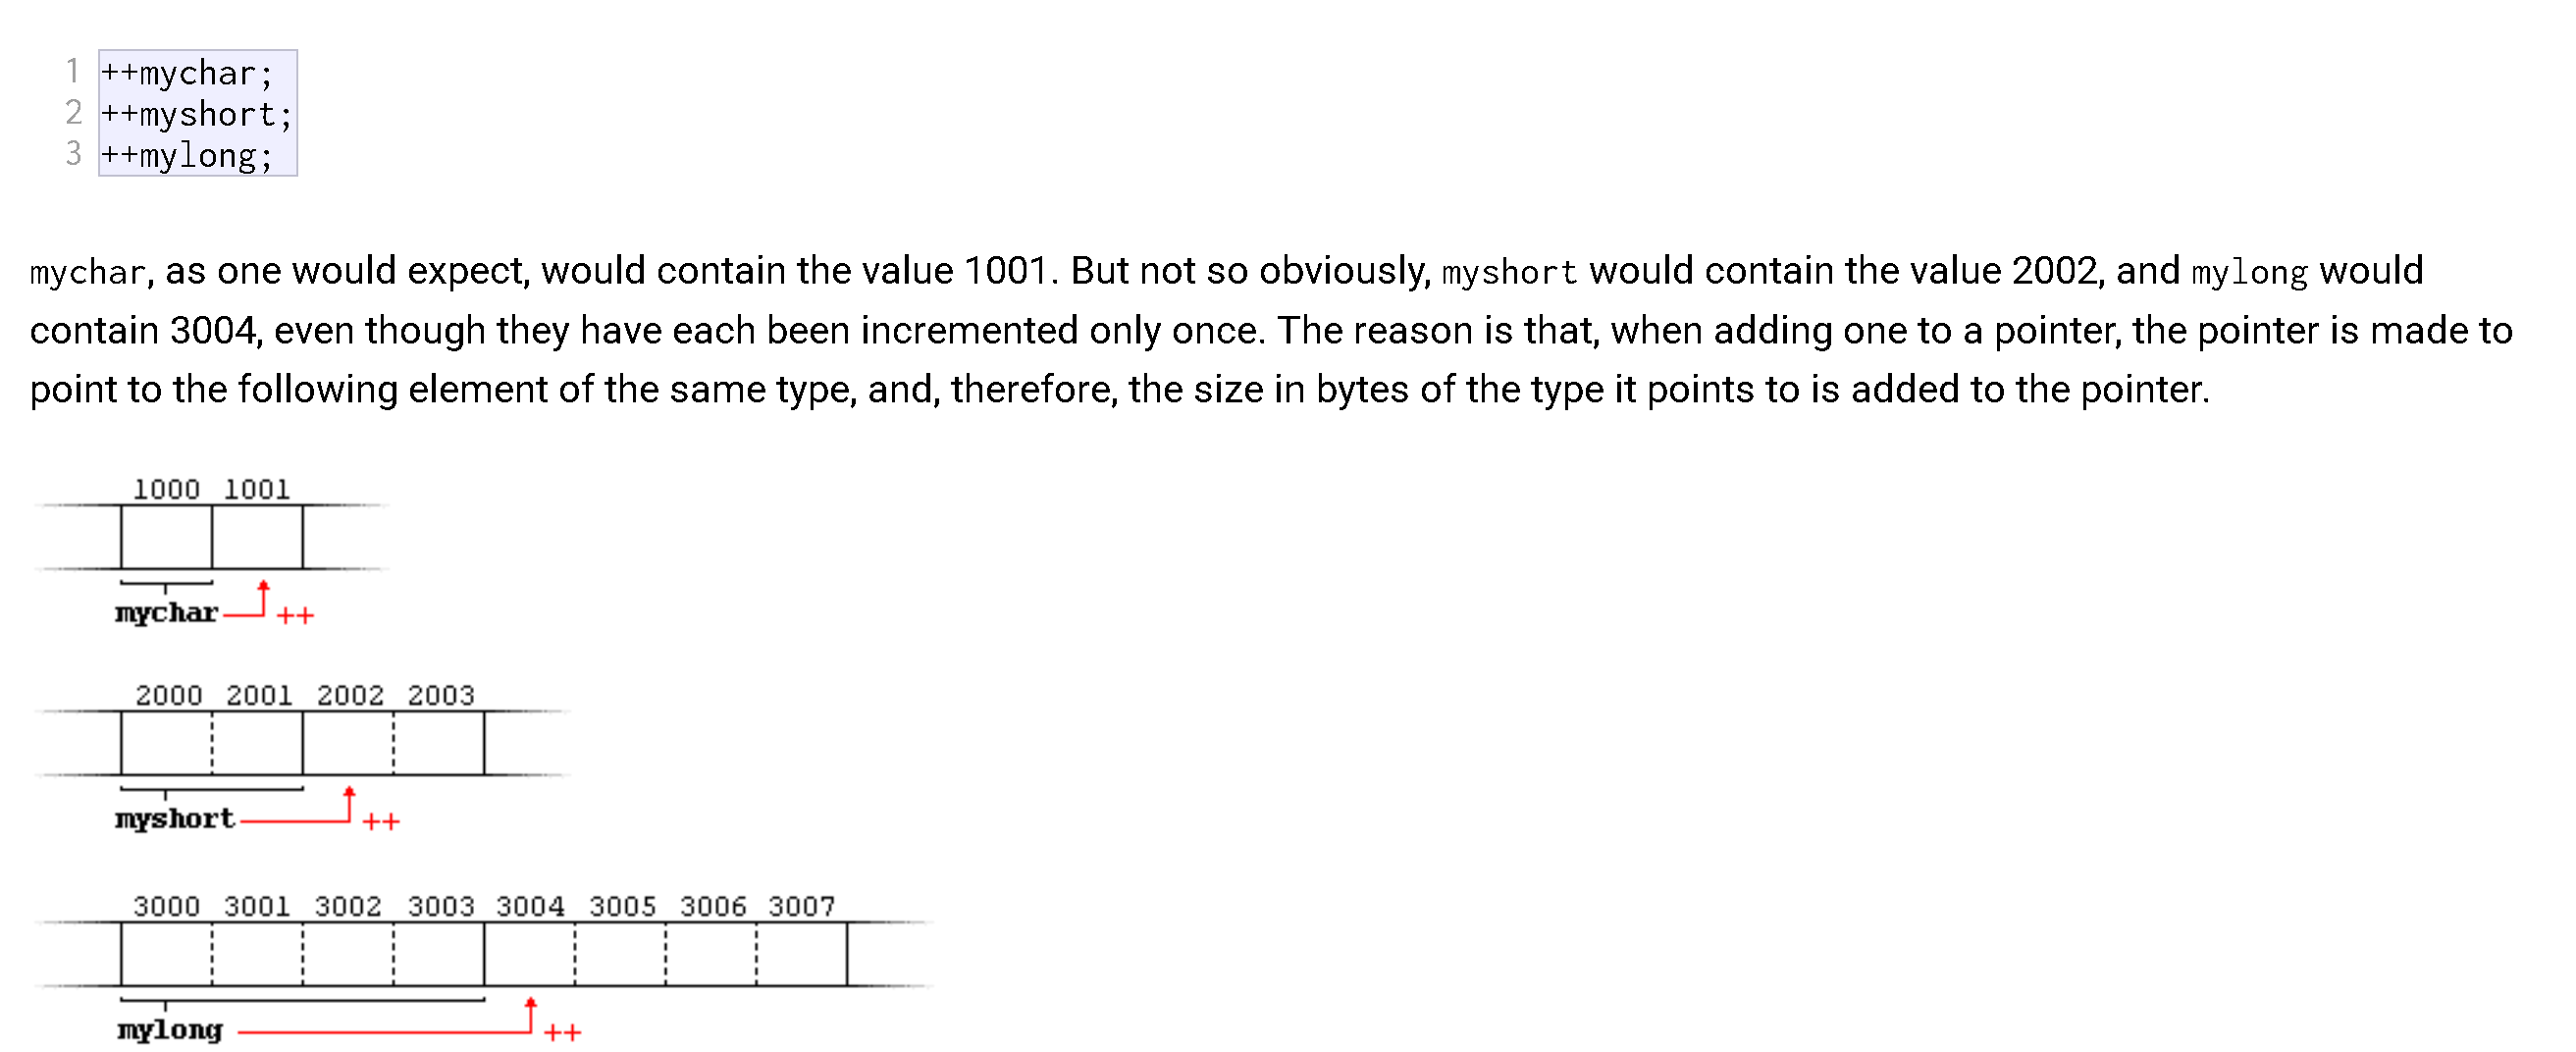 1 ++mychar;
2 ++myshort;
3 ++mylong;
mychar, as one would expect, would contain the value 1001. But not so obviously, myshort would contain the value 2002, and mylong would
contain 3004, even though they have each been incremented only once. The reason is that, when adding one to a pointer, the pointer is made to
point to the following element of the same type, and, therefore, the size in bytes of the type it points to is added to the pointer.
1000 1001
mychar ++
2000 2001 2002 2003
myshort ++
3000 3001 3002 3003 3004 3005 3006 3007
mylong ++